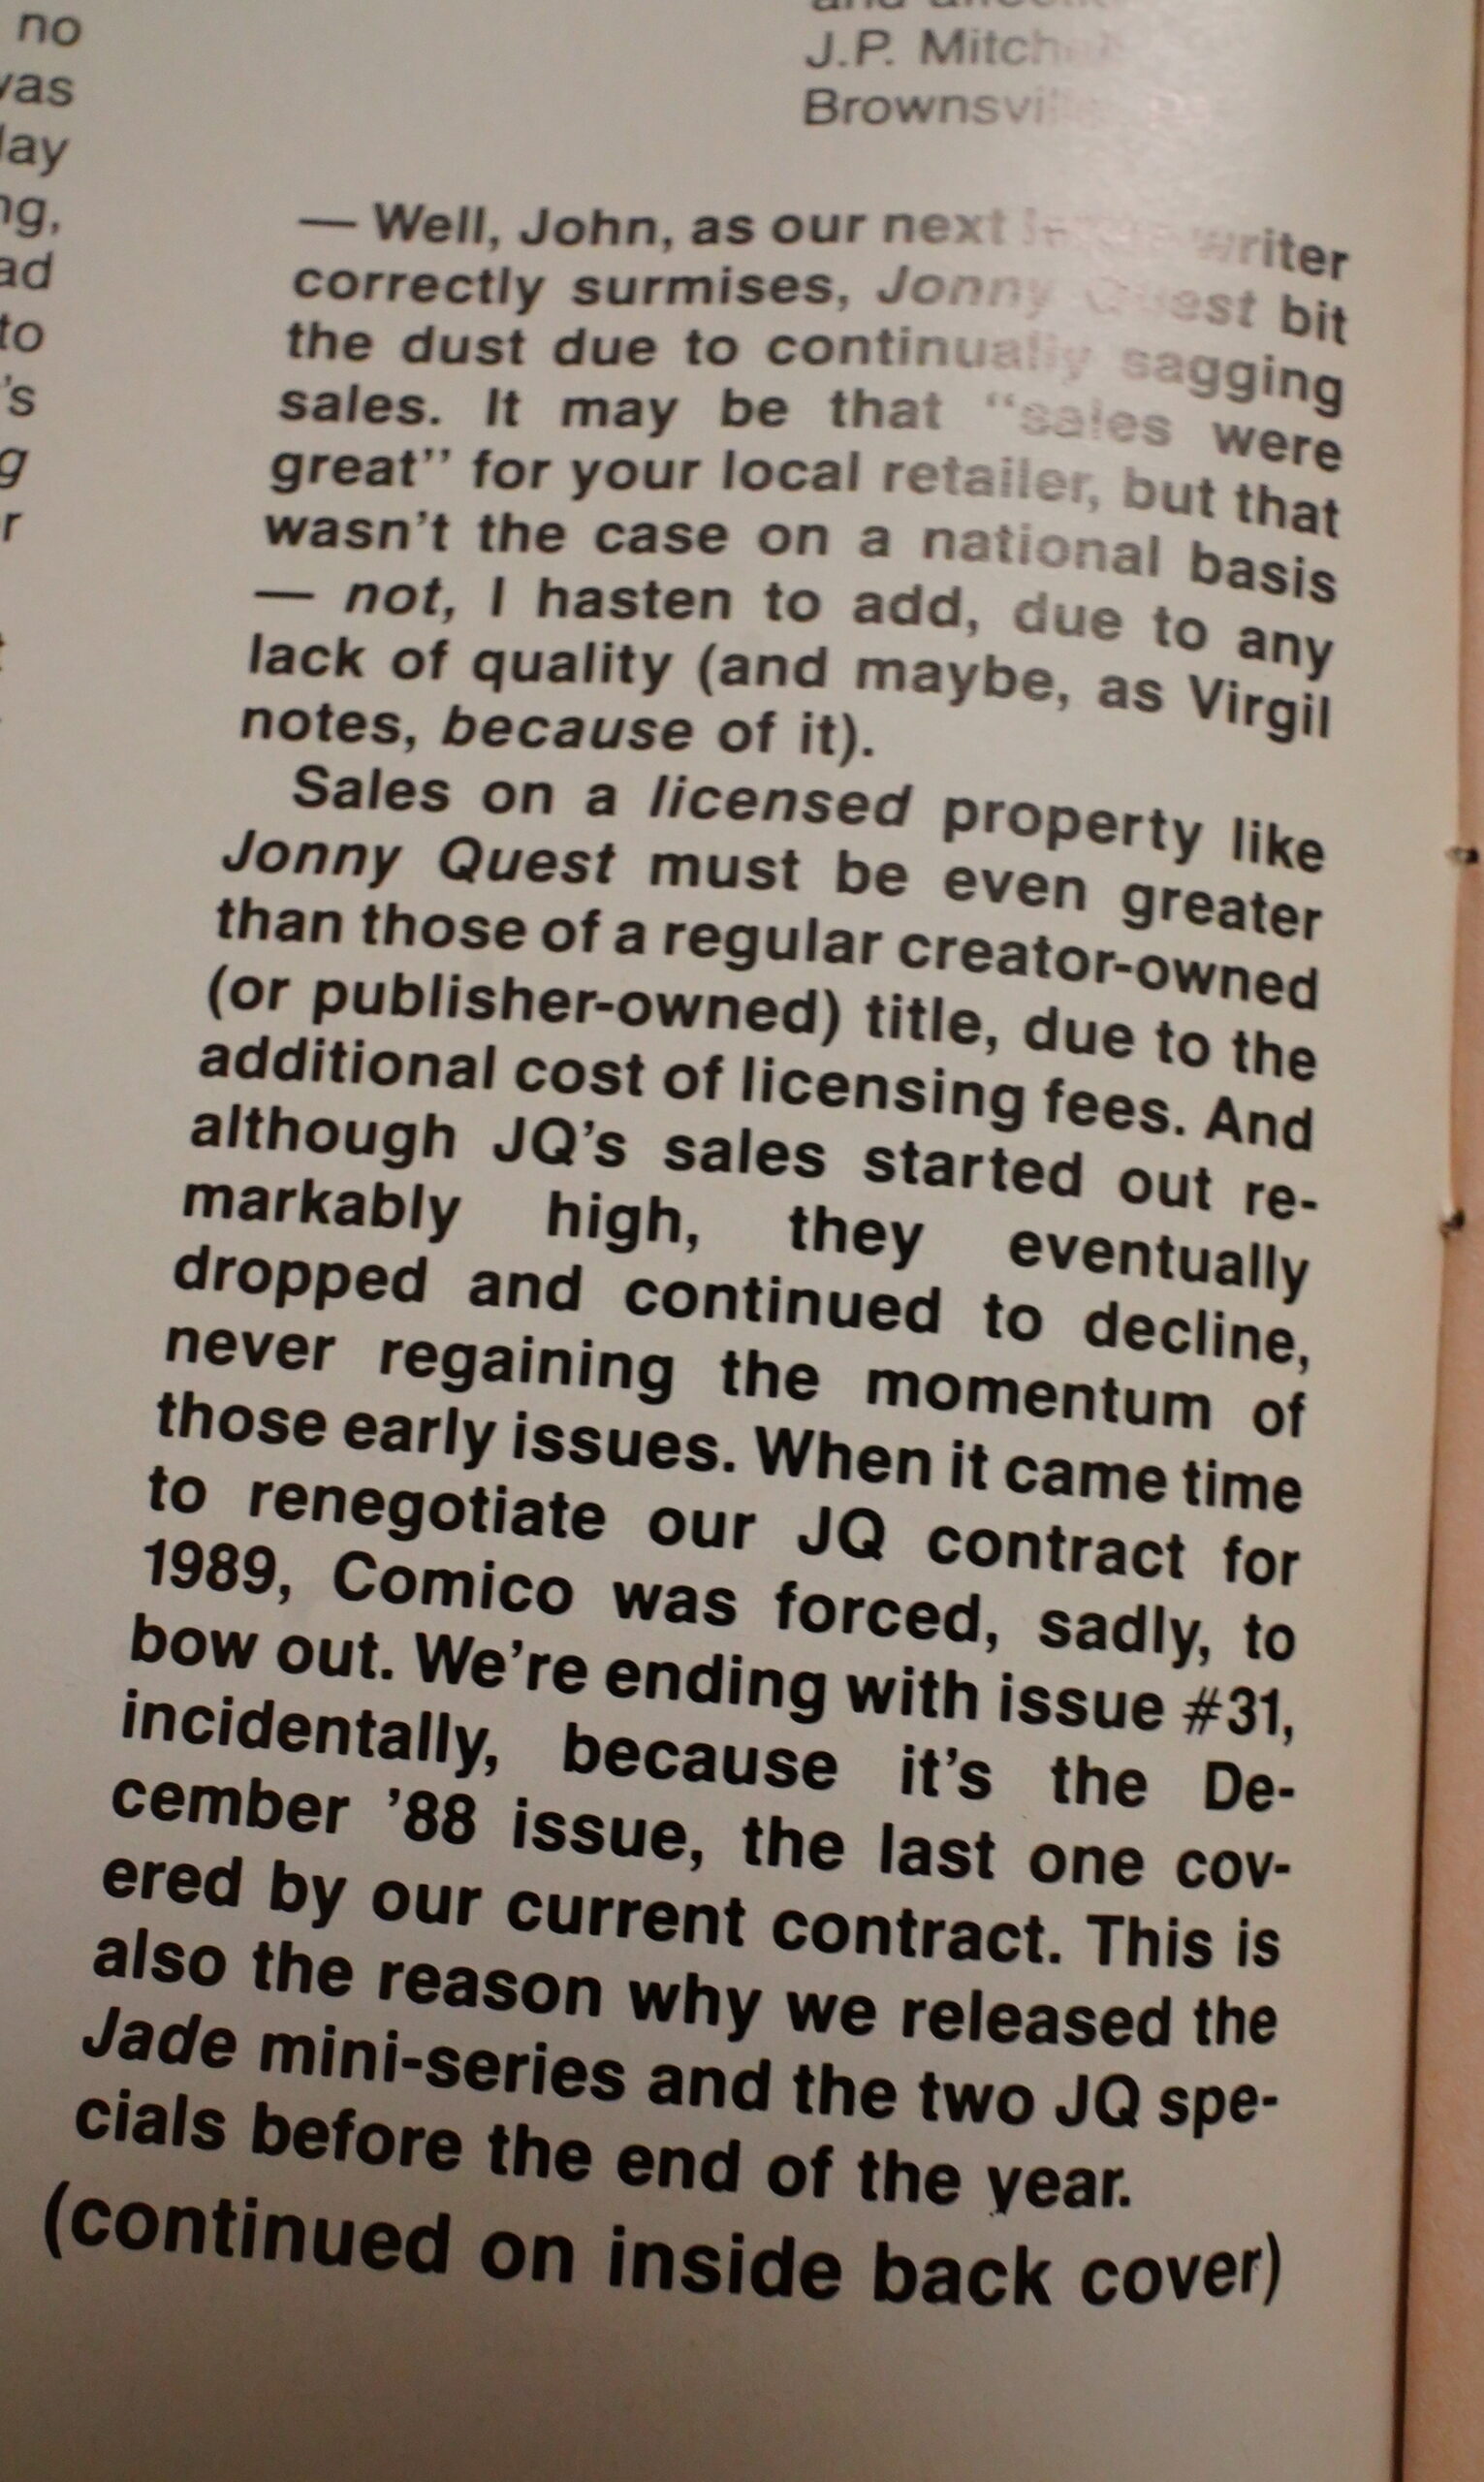 no
was
lay
ng,
ad
to
's
g
r
J.P.
— Well, John, as our next writer
correctly surmises, Jonny Quest bit
the dust due to continually sagging
sales. It may be that “sales were
great” for your local retailer, but that
wasn’t the case on a national basis
— not, I hasten to add, due to any
lack of quality (and maybe, as Virgil
notes, because of it).
Sales on a licensed property like
Jonny Quest must be even greater
than those of a regular creator-owned
(or publisher-owned) title, due to the
additional cost of licensing fees. And
although JQ’s sales started out re-
markably high, they eventually
dropped and continued to decline,
never regaining the momentum of
those early issues. When it came time
to renegotiate our JQ contract for
1989, Comico was forced, sadly, to
bow out. We’re ending with issue #31,
incidentally, because it’s the De-
cember ’88 issue, the last one cov-
ered by our current contract. This is
also the reason why we released the
Jade mini-series and the two JQ spe-
cials before the end of the year.
(continued on inside back cover)